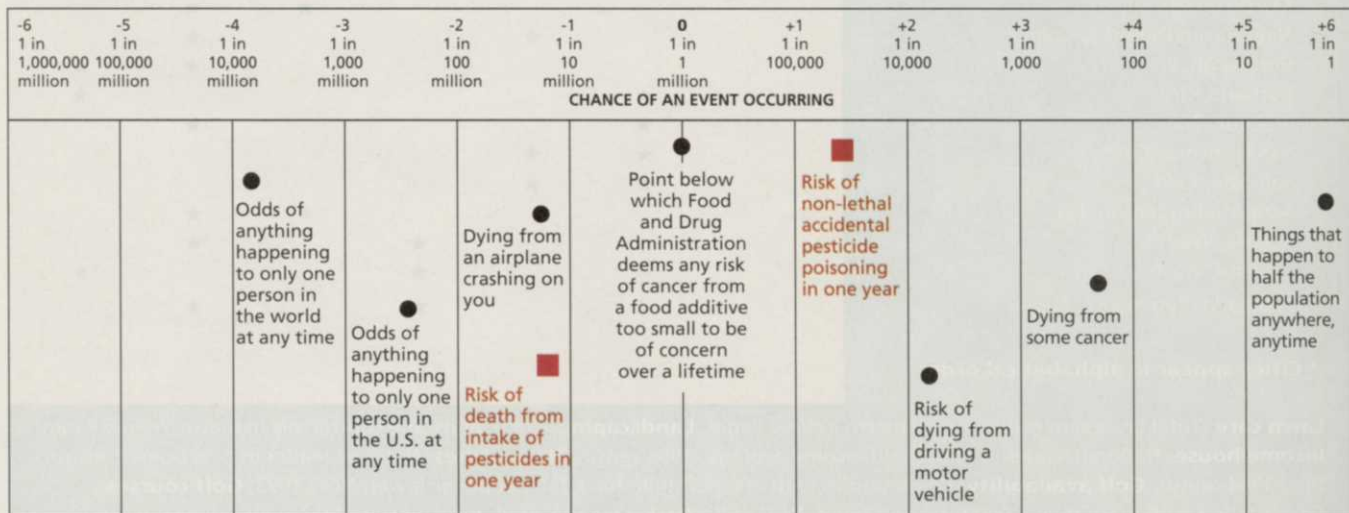 -6
1 in
1,000,000
million
-5
1 in
100,000
million
-4
1 in
10,000
million
-3
1 in
1,000
million
-2
1 in
100
million
-1
1 in
10
million
0
1 in
1
million
+1
1 in
100,000
+2
1 in
10,000
+3
1 in
1,000
+4
1 in
100
+5
1 in
10
+6
1 in
1
CHANCE OF AN EVENT OCCURRING
Odds of
anything
happening
to only one
person in
the world
at any time
Odds of
anything
happening
to only one
person in
the U.S. at
any time
Dying from
an airplane
crashing on
you
Risk of
death from
intake of
pesticides in
one year
Point below
which Food
and Drug
Administration
deems any risk
of cancer from
a food additive
too small to be
of concern
over a lifetime
Risk of
non-lethal
accidental
pesticide
poisoning
in one year
Risk of
dying from
driving a
motor
vehicle
Dying from
some cancer
Things that
happen to
half the
population
anywhere,
anytime